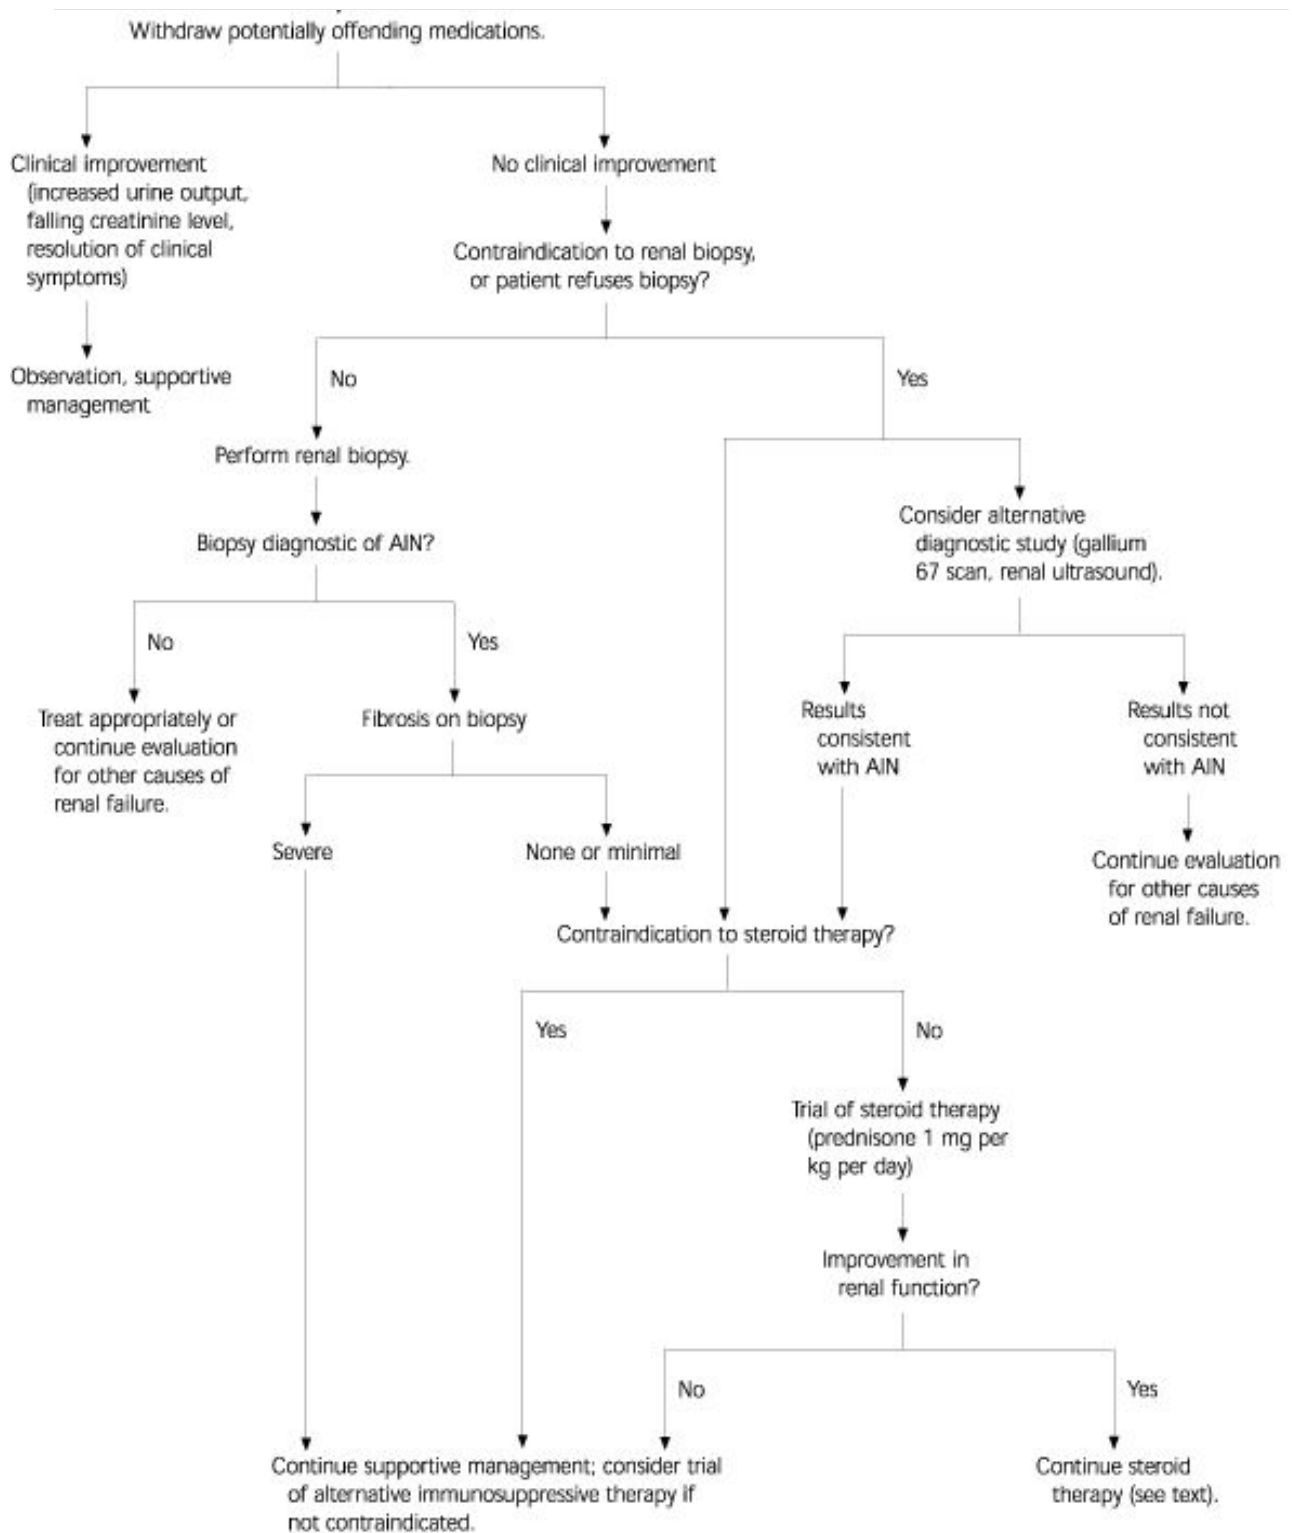 Withdraw potentially offending medications.
Clinical improvement
(increased urine output,
falling creatinine level,
resolution of clinical
symptoms)
No clinical improvement
Contraindication to renal biopsy,
or patient refuses biopsy?
Observation, supportive
management
No
Yes
Perform renal biopsy.
Consider alternative
diagnostic study (gallium
67 scan, renal ultrasound).
Biopsy diagnostic of AIN?
No
Yes
Treat appropriately or
continue evaluation
for other causes of
renal failure.
Fibrosis on biopsy
Results
consistent
with AIN
Results not
consistent
with AIN
Severe
None or minimal
Continue evaluation
for other causes
of renal failure.
Contraindication to steroid therapy?
Yes
No
Trial of steroid therapy
(prednisone 1 mg per
kg per day)
Improvement in
renal function?
No
Yes
Continue supportive management; consider trial
of alternative immunosuppressive therapy if
not contraindicated.
Continue steroid
therapy (see text).